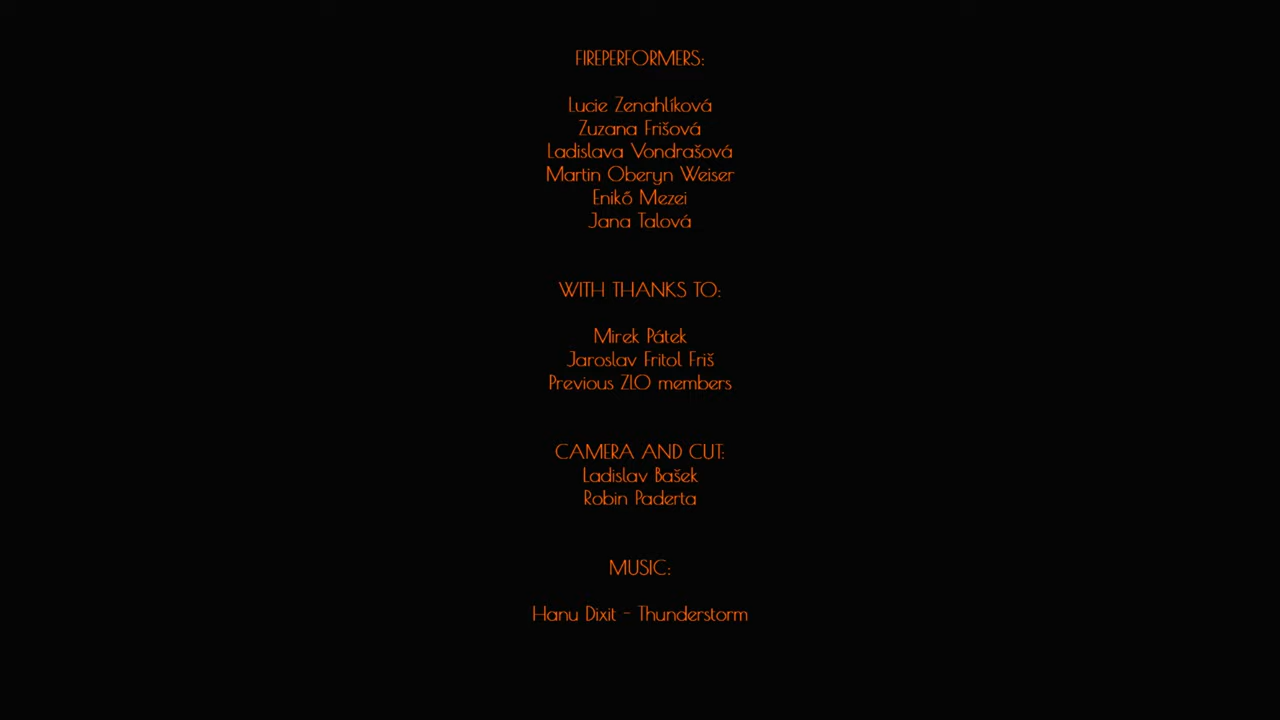 FIREPERFORMERS:
Lucie Zenahlíková
Zuzana Frišová
Ladislava Vondrašová
Martin Oberyn Weiser
Enikő Mezei
Jana Talová
WITH THANKS TO:
Mirek Pátek
Jaroslav Fritol Friš
Previous ZLO members
CAMERA AND CUT:
Ladislav Bašek
Robin Paderta
MUSIC:
Hanu Dixit - Thunderstorm